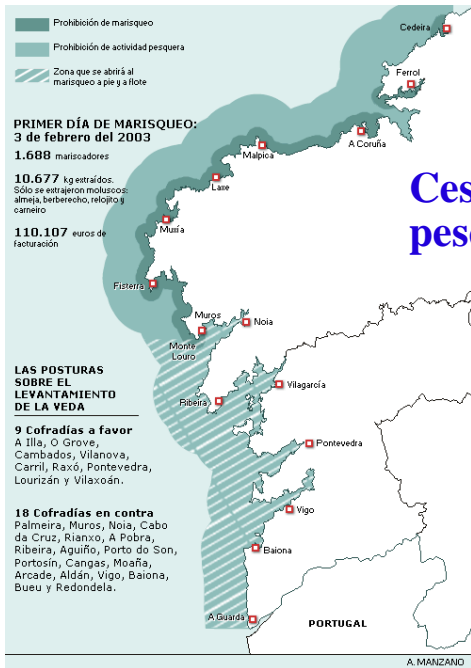 Prohibición de marisqueo
Prohibición de actividad pesquera
Zona que se abrirá al
marisqueo a pie y a flote
PRIMER DÍA DE MARISQUEO:
3 de febrero del 2003
1.688 mariscadores
10.677 kg extraídos.
Sólo se extrajeron moluscos:
almeja, berberecho, relojito y
carneiro
110.107 euros de
facturación
Cedeira
Ferrol
A Coruña
Malpica
Laxe
Muxía
Fisterra
Muros
Noia
Monte
Louro
Ribeira
Vilagarcía
Pontevedra
Vigo
Baiona
A Guarda
PORTUGAL
Ces
pes
LAS POSTURAS
SOBRE EL
LEVANTAMIENTO
DE LA VEDA
9 Cofradías a favor
A Illa, O Grove,
Cambados, Vilanova,
Carril, Raxó, Pontevedra,
Lourizán y Vilaxoán.
18 Cofradías en contra
Palmeira, Muros, Noia, Cabo
da Cruz, Rianxo, A Pobra,
Ribeira, Aguiño, Porto do Son,
Portosín, Cangas, Moaña,
Arcade, Aldán, Vigo, Baiona,
Bueu y Redondela.
A. MANZANO